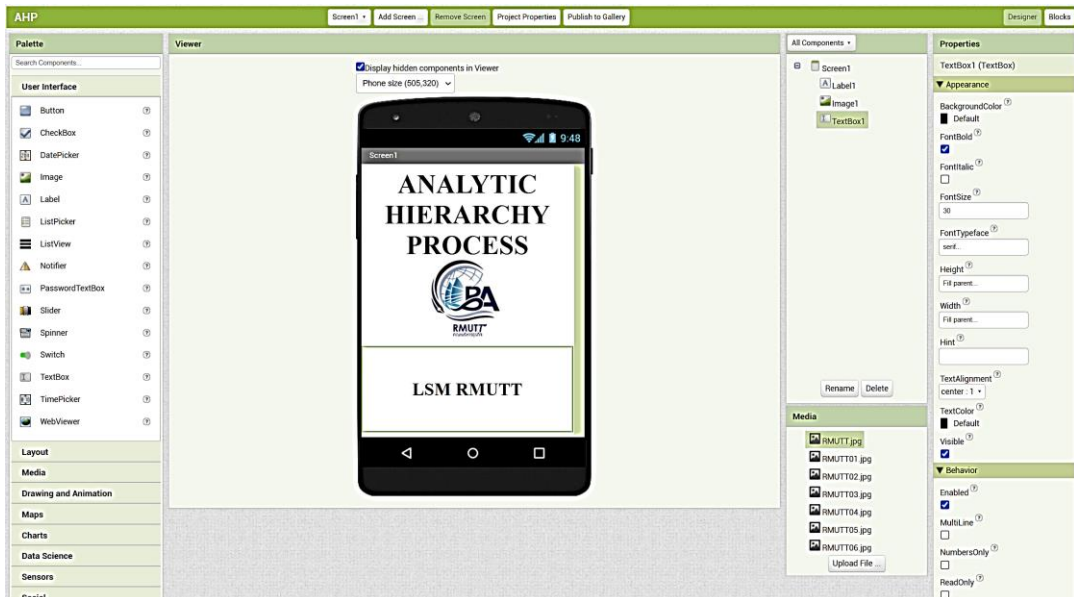 AHP
Screen1
Add Screen ...
Remove Screen
Project Properties
Publish to Gallery
Designer
Blocks
Palette
Search Components...
User Interface
Button
CheckBox
DatePicker
Image
Label
ListPicker
ListView
Notifier
PasswordTextBox
Slider
Spinner
Switch
TextBox
TimePicker
WebViewer
Layout
Media
Drawing and Animation
Maps
Charts
Data Science
Sensors
Social
Viewer
Display hidden components in Viewer
Phone size (505,320)
9:48
Screen1
ANALYTIC
HIERARCHY
PROCESS
BA
RMUTT
LSM RMUTT
All Components
Screen1
Label1
Image1
TextBox1
Rename
Delete
Media
RMUTT.jpg
RMUTT01.jpg
RMUTT02.jpg
RMUTT03.jpg
RMUTT04.jpg
RMUTT05.jpg
RMUTT06.jpg
Upload File ...
Properties
TextBox1 (TextBox)
Appearance
BackgroundColor
Default
FontBold
FontItalic
FontSize
30
FontTypeface
serif...
Height
Fill parent...
Width
Fill parent...
Hint
TextAlignment
center : 1
TextColor
Default
Visible
Behavior
Enabled
MultiLine
NumbersOnly
ReadOnly